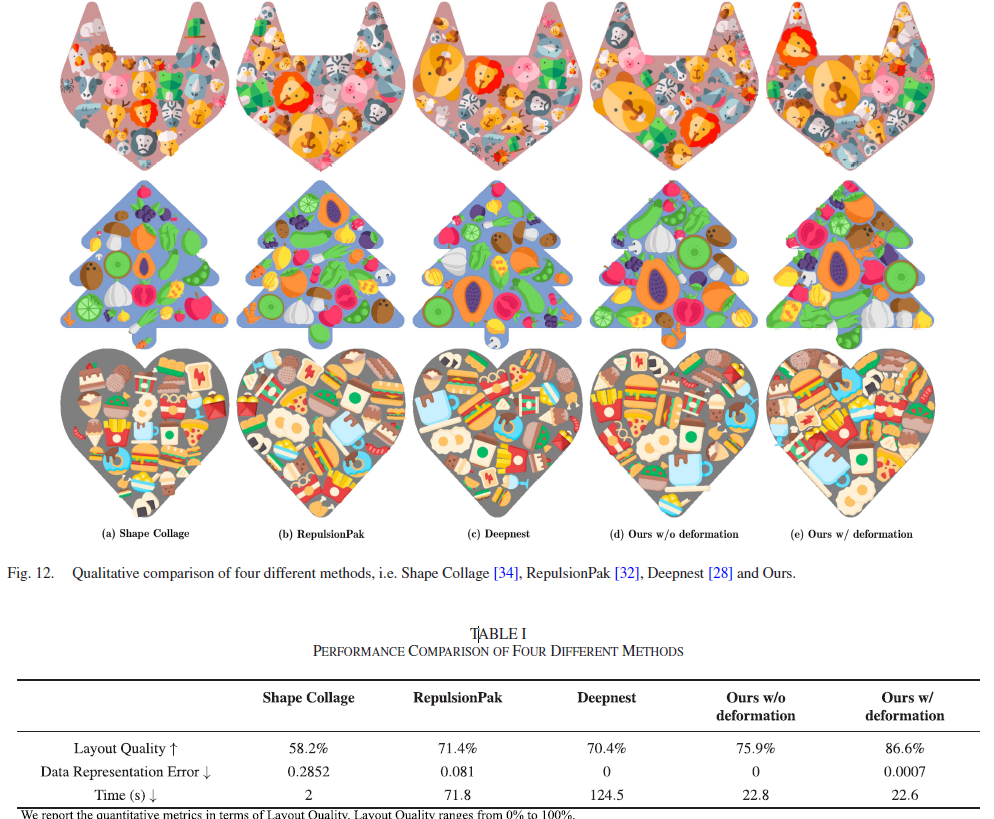 (a) Shape Collage (b) RepulsionPak (c) Deepnest (d) Ours w/o deformation (e) Ours w/ deformation
Fig. 12. Qualitative comparison of four different methods, i.e. Shape Collage [34], RepulsionPak [32], Deepnest [28] and Ours.
TABLE I
PERFORMANCE COMPARISON OF FOUR DIFFERENT METHODS
Shape Collage RepulsionPak Deepnest Ours w/o deformation Ours w/ deformation
Layout Quality ↑ 58.2% 71.4% 70.4% 75.9% 86.6%
Data Representation Error ↓ 0.2852 0.081 0 0 0.0007
Time (s) ↓ 2 71.8 124.5 22.8 22.6
We report the quantitative metrics in terms of Layout Quality. Layout Quality ranges from 0% to 100%.